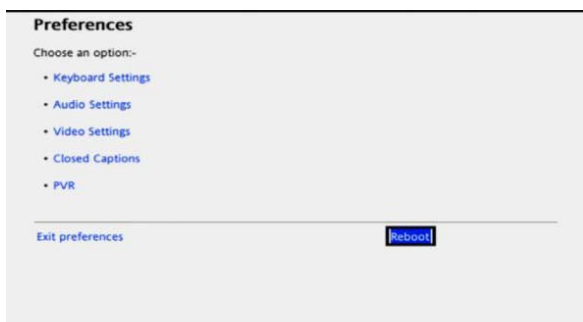 Preferences
Choose an option:-
• Keyboard Settings
• Audio Settings
• Video Settings
• Closed Captions
• PVR
Exit preferences Reboot